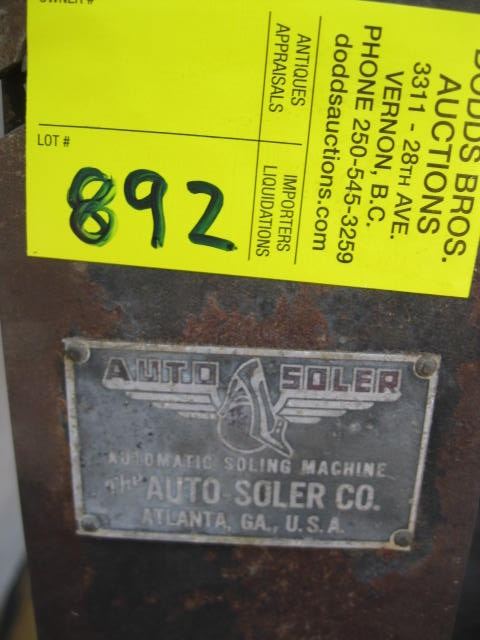 OWNER #
LOT #
892
ANTIQUES
APPRAISALS
IMPORTERS
LIQUIDATIONS
DODDS BROS.
AUCTIONS
3311 - 28TH AVE.
VERNON, B.C.
PHONE 250-545-3259
doddsauctions.com
AUTO SOLER
AUTOMATIC SOLING MACHINE
The AUTO-SOLER CO.
ATLANTA, GA., U.S.A.